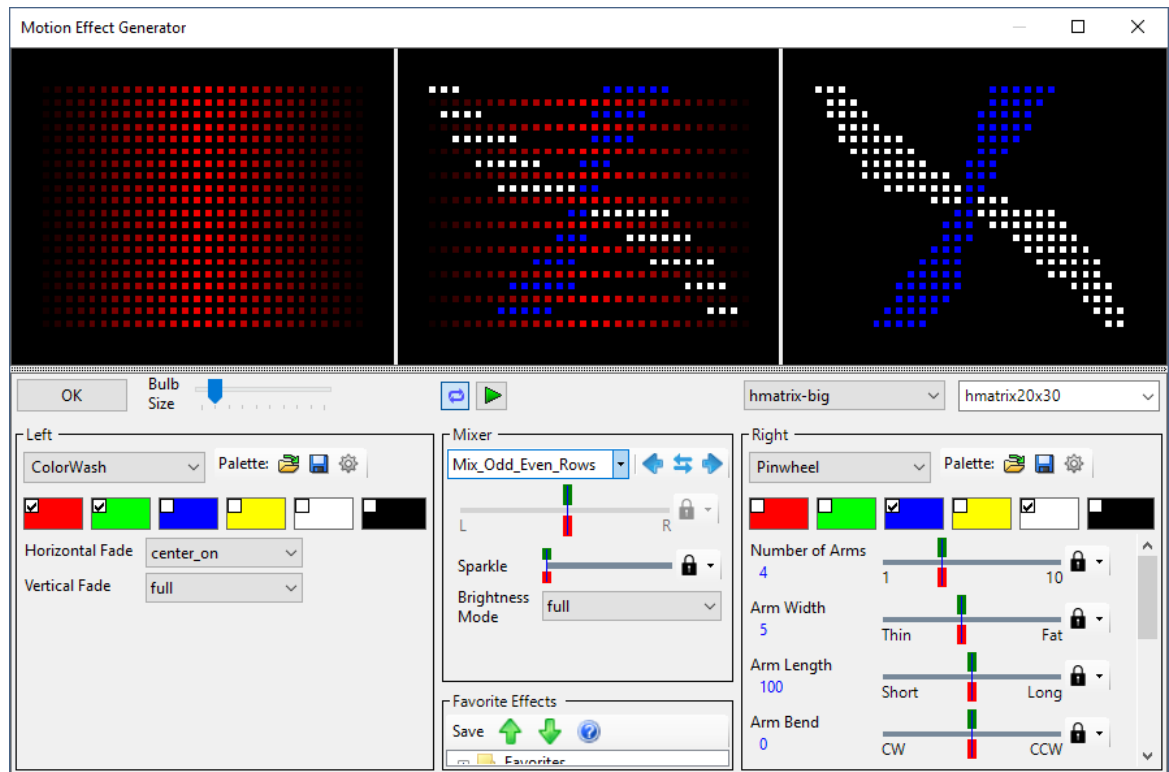 Motion Effect Generator
OK
Bulb
Size
hmatrix-big
hmatrix20x30
Left
ColorWash
Palette:
Horizontal Fade
center_on
Vertical Fade
full
Mixer
Mix_Odd_Even_Rows
L
R
Sparkle
Brightness
Mode
full
Favorite Effects
Save
Favorites
Right
Pinwheel
Palette:
Number of Arms
4
1
10
Arm Width
5
Thin
Fat
Arm Length
100
Short
Long
Arm Bend
0
CW
CCW